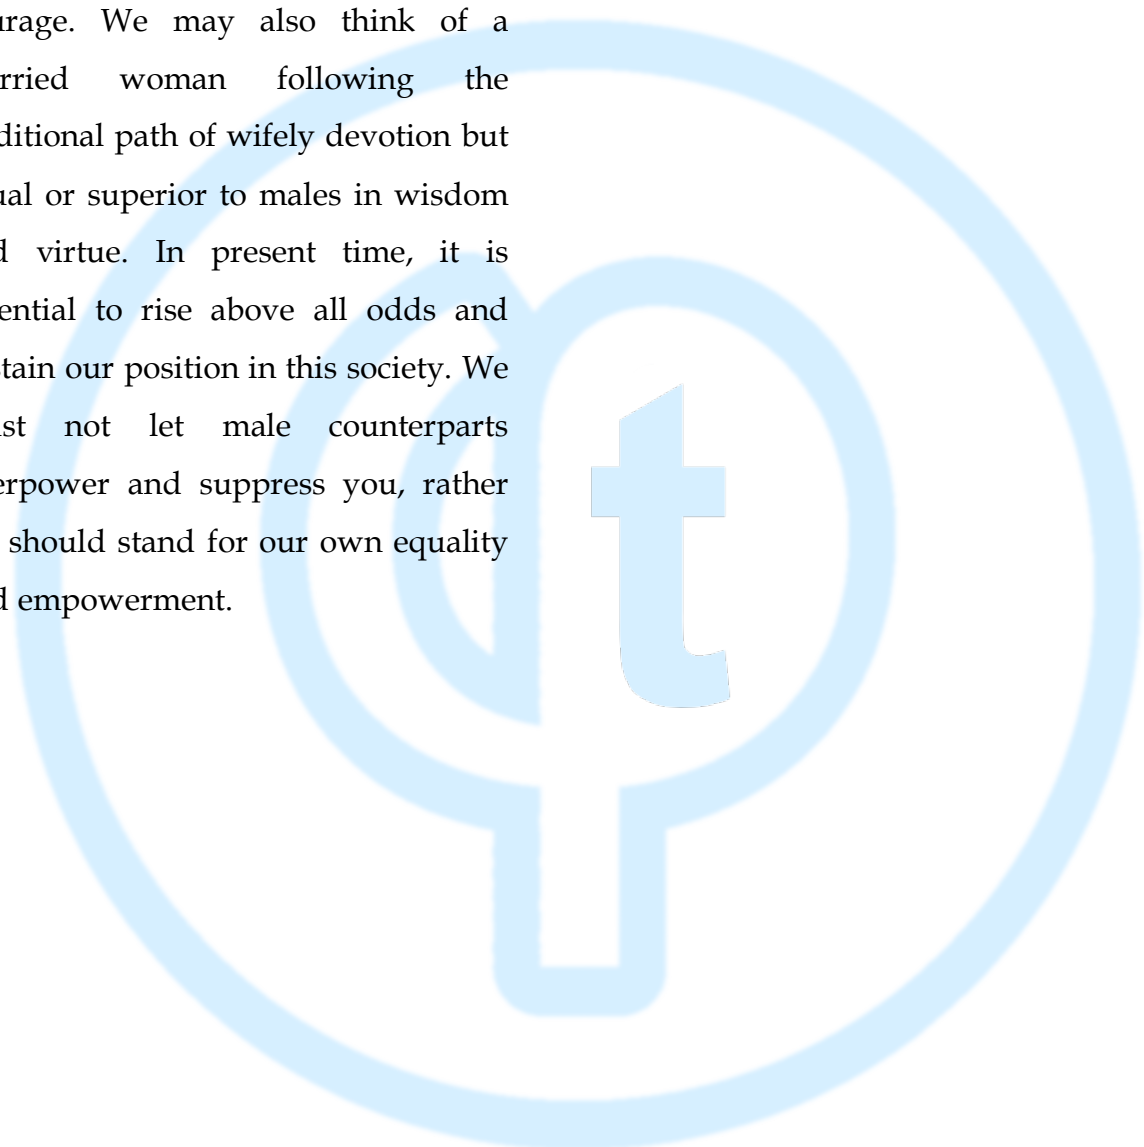 urage. We may also think of a
rried woman following the
ditional path of wifely devotion but
ual or superior to males in wisdom
d virtue. In present time, it is
ential to rise above all odds and
tain our position in this society. We
st not let male counterparts
erpower and suppress you, rather
should stand for our own equality
d empowerment.
t